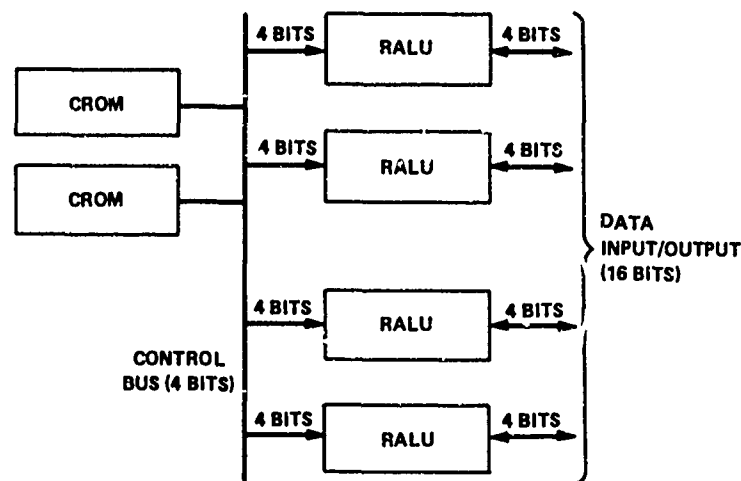 4 BITS
RALU
4 BITS
CROM
4 BITS
RALU
4 BITS
CROM
DATA
INPUT/OUTPUT
(16 BITS)
4 BITS
RALU
4 BITS
CONTROL
BUS (4 BITS)
4 BITS
RALU
4 BITS